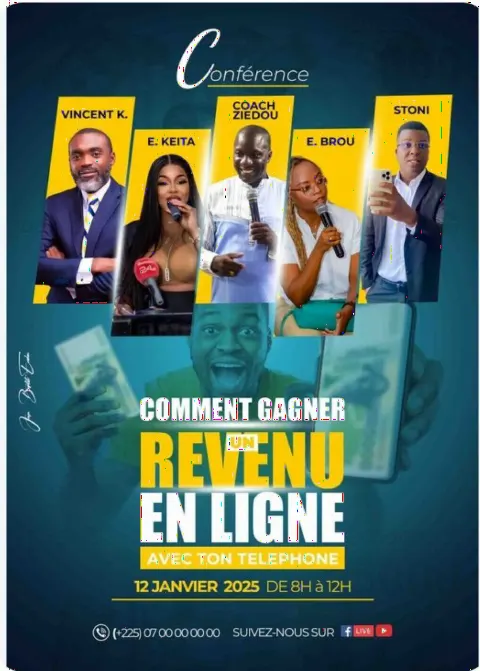 Conférence
VINCENT K.
E. KEITA
COACH
ZIEDOU
E. BROU
STONI
COMMENT GAGNER
UN
REVENU
EN LIGNE
AVEC TON TELEPHONE
12 JANVIER 2025 DE 8H à 12H
(+225) 07 00 00 00 00 SUIVEZ-NOUS SUR f LIVE